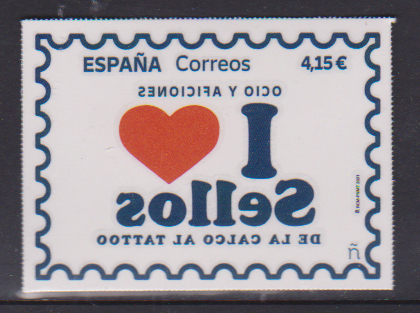 ESPAÑA Correos 4,15 €
OCIO Y AFICIONES
I ❤
Sellos
DE LA CALCO AL TATTOO
ñ